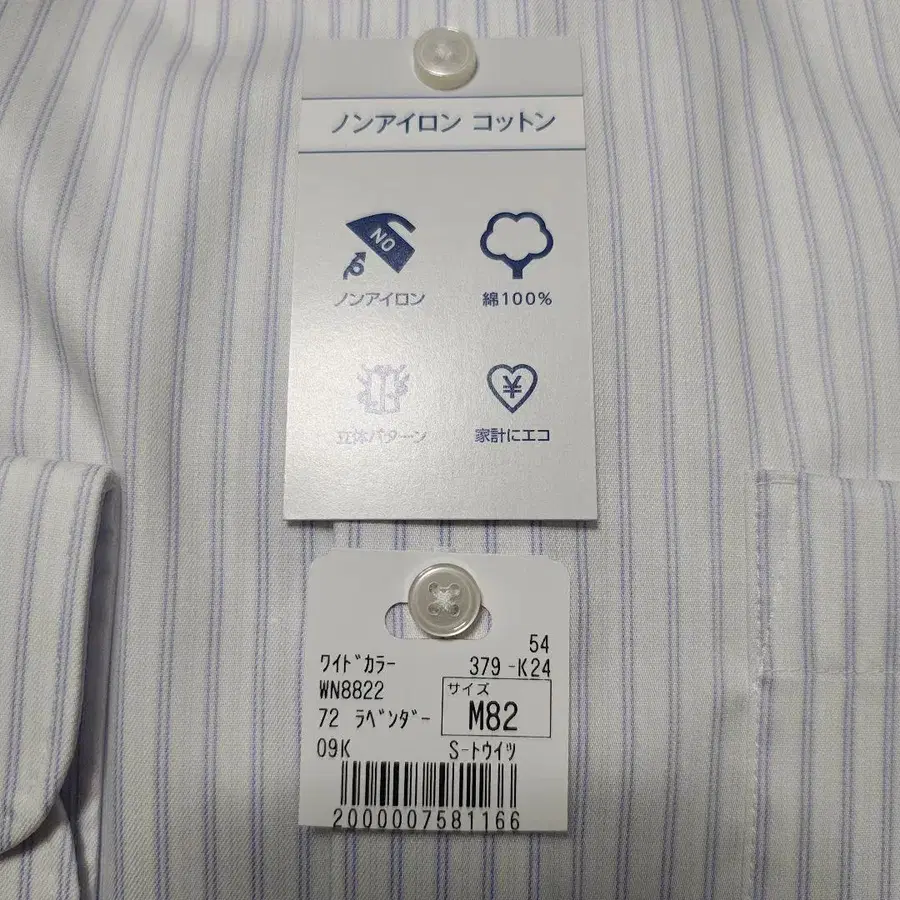 ノンアイロン コットン
NO
ノンアイロン
綿100%
立体パターン
¥
家計にエコ
54
ワイドカラー 379-K24
WN8822 サイズ
72 ラベンダー M82
09K S-トウイツ
2000007581166